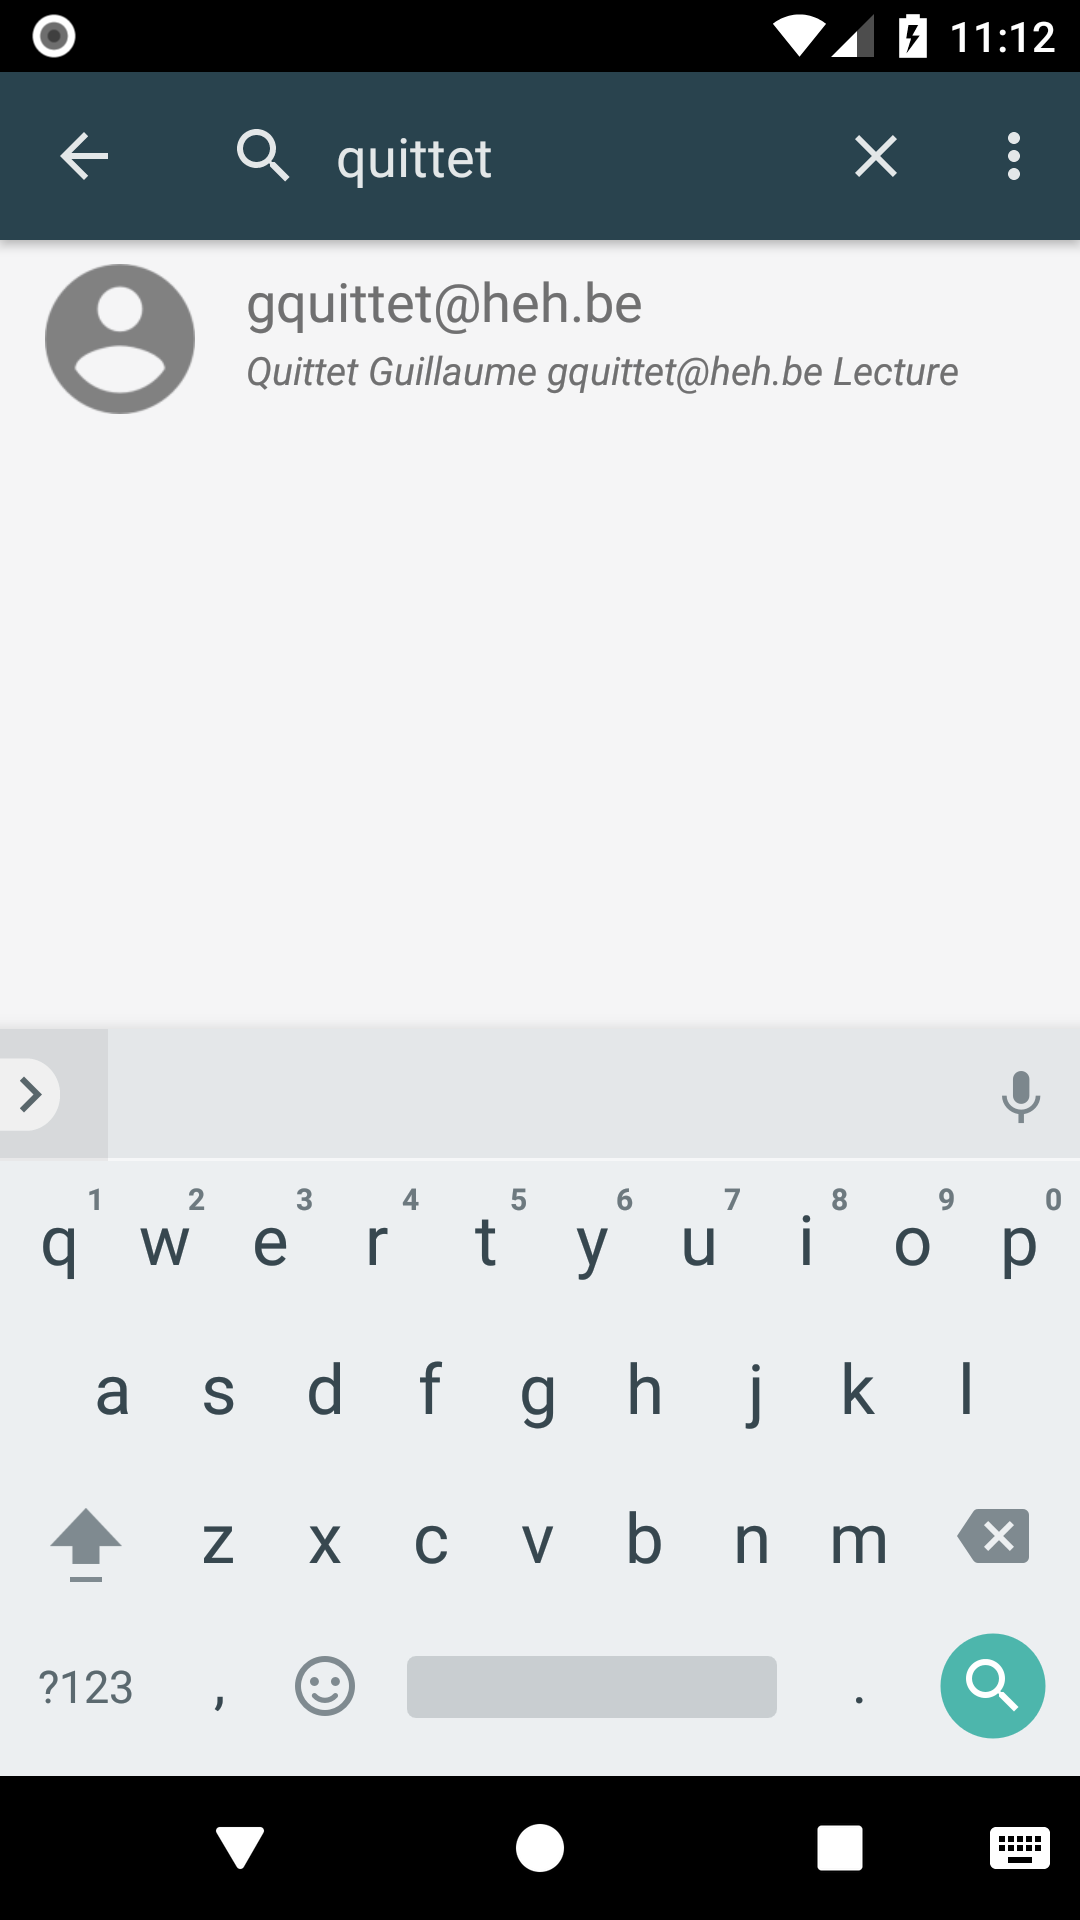 11:12
quittet
gquittet@heh.be
Quittet Guillaume gquittet@heh.be Lecture
1 2 3 4 5 6 7 8 9 0
q w e r t y u i o p
a s d f g h j k l
z x c v b n m
?123 , .